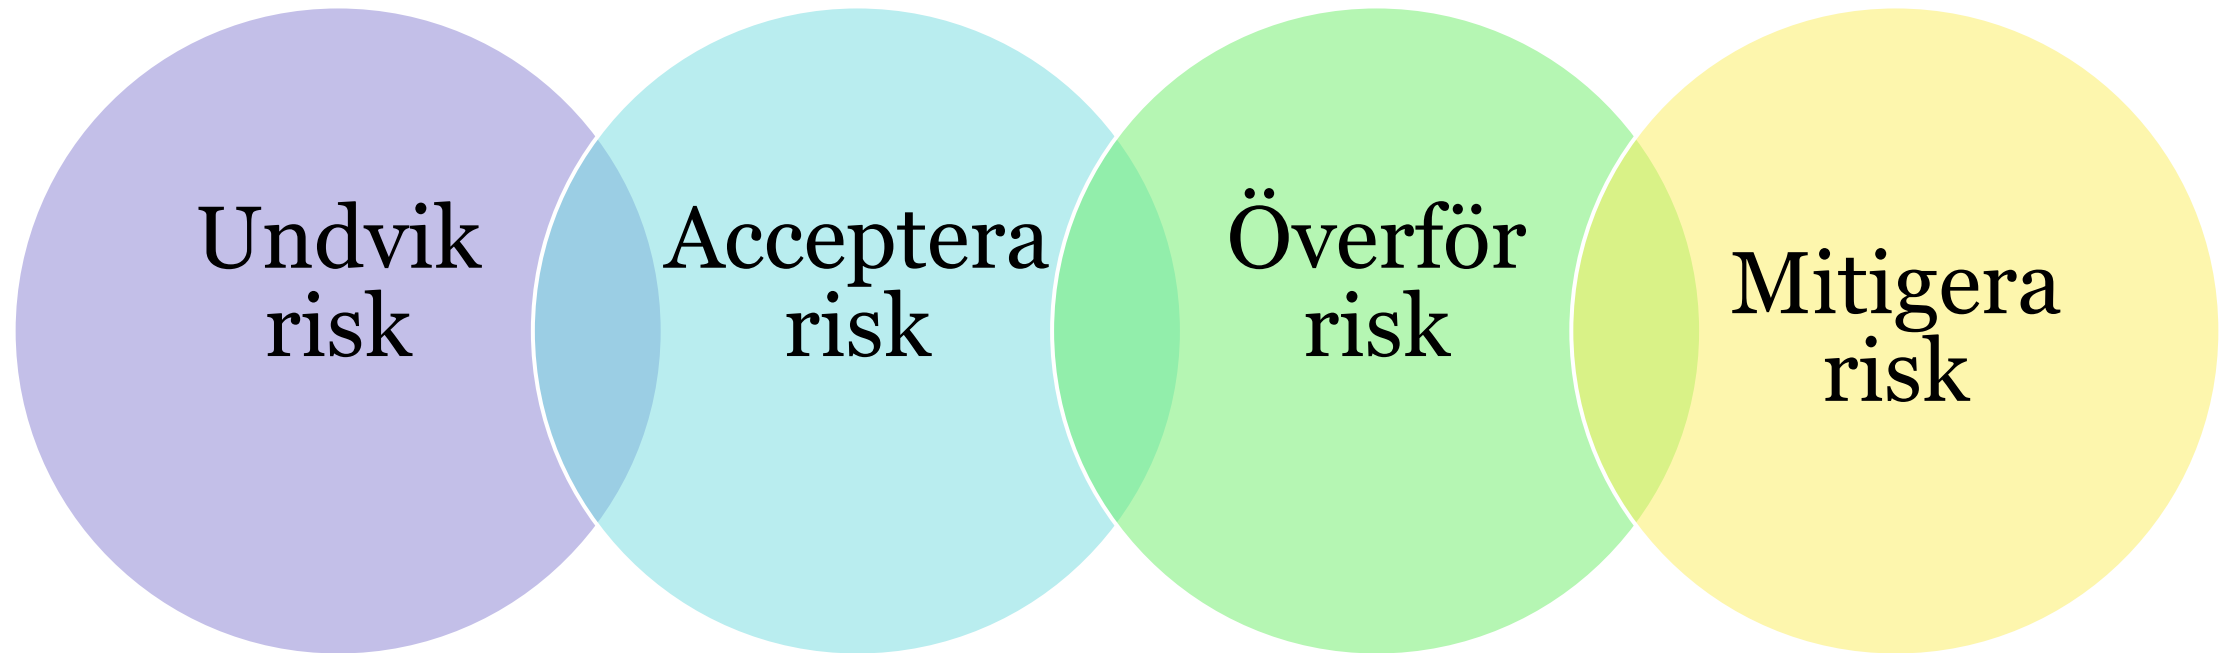 Undvik
risk
Acceptera
risk
Överför
risk
Mitigera
risk